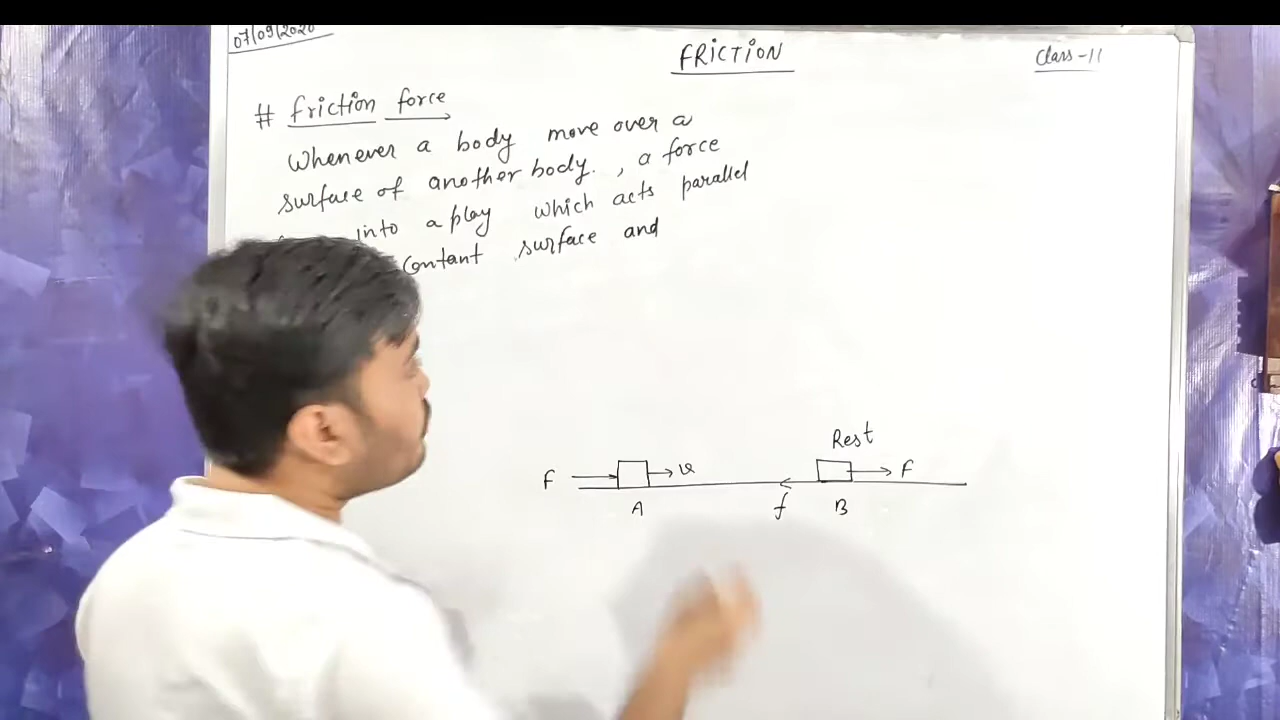 07/09/2020
FRICTION
Class-11
# friction force
Whenever a body move over a
surface of another body. , a force
into a play which acts parallel
contant surface and
Rest
F v f F
A B